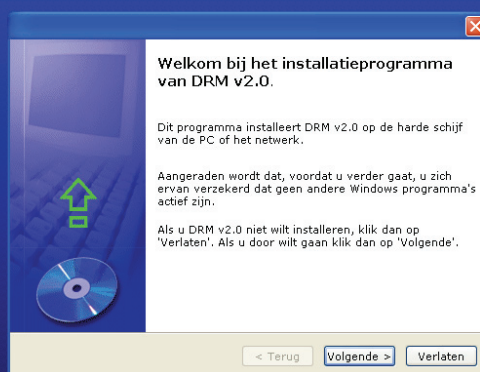 Welkom bij het installatieprogramma
van DRM v2.0.
Dit programma installeert DRM v2.0 op de harde schijf
van de PC of het netwerk.
Aangeraden wordt dat, voordat u verder gaat, u zich
ervan verzekerd dat geen andere Windows programma's
actief zijn.
Als u DRM v2.0 niet wilt installeren, klik dan op
'Verlaten'. Als u door wilt gaan klik dan op 'Volgende'.
< Terug
Volgende >
Verlaten